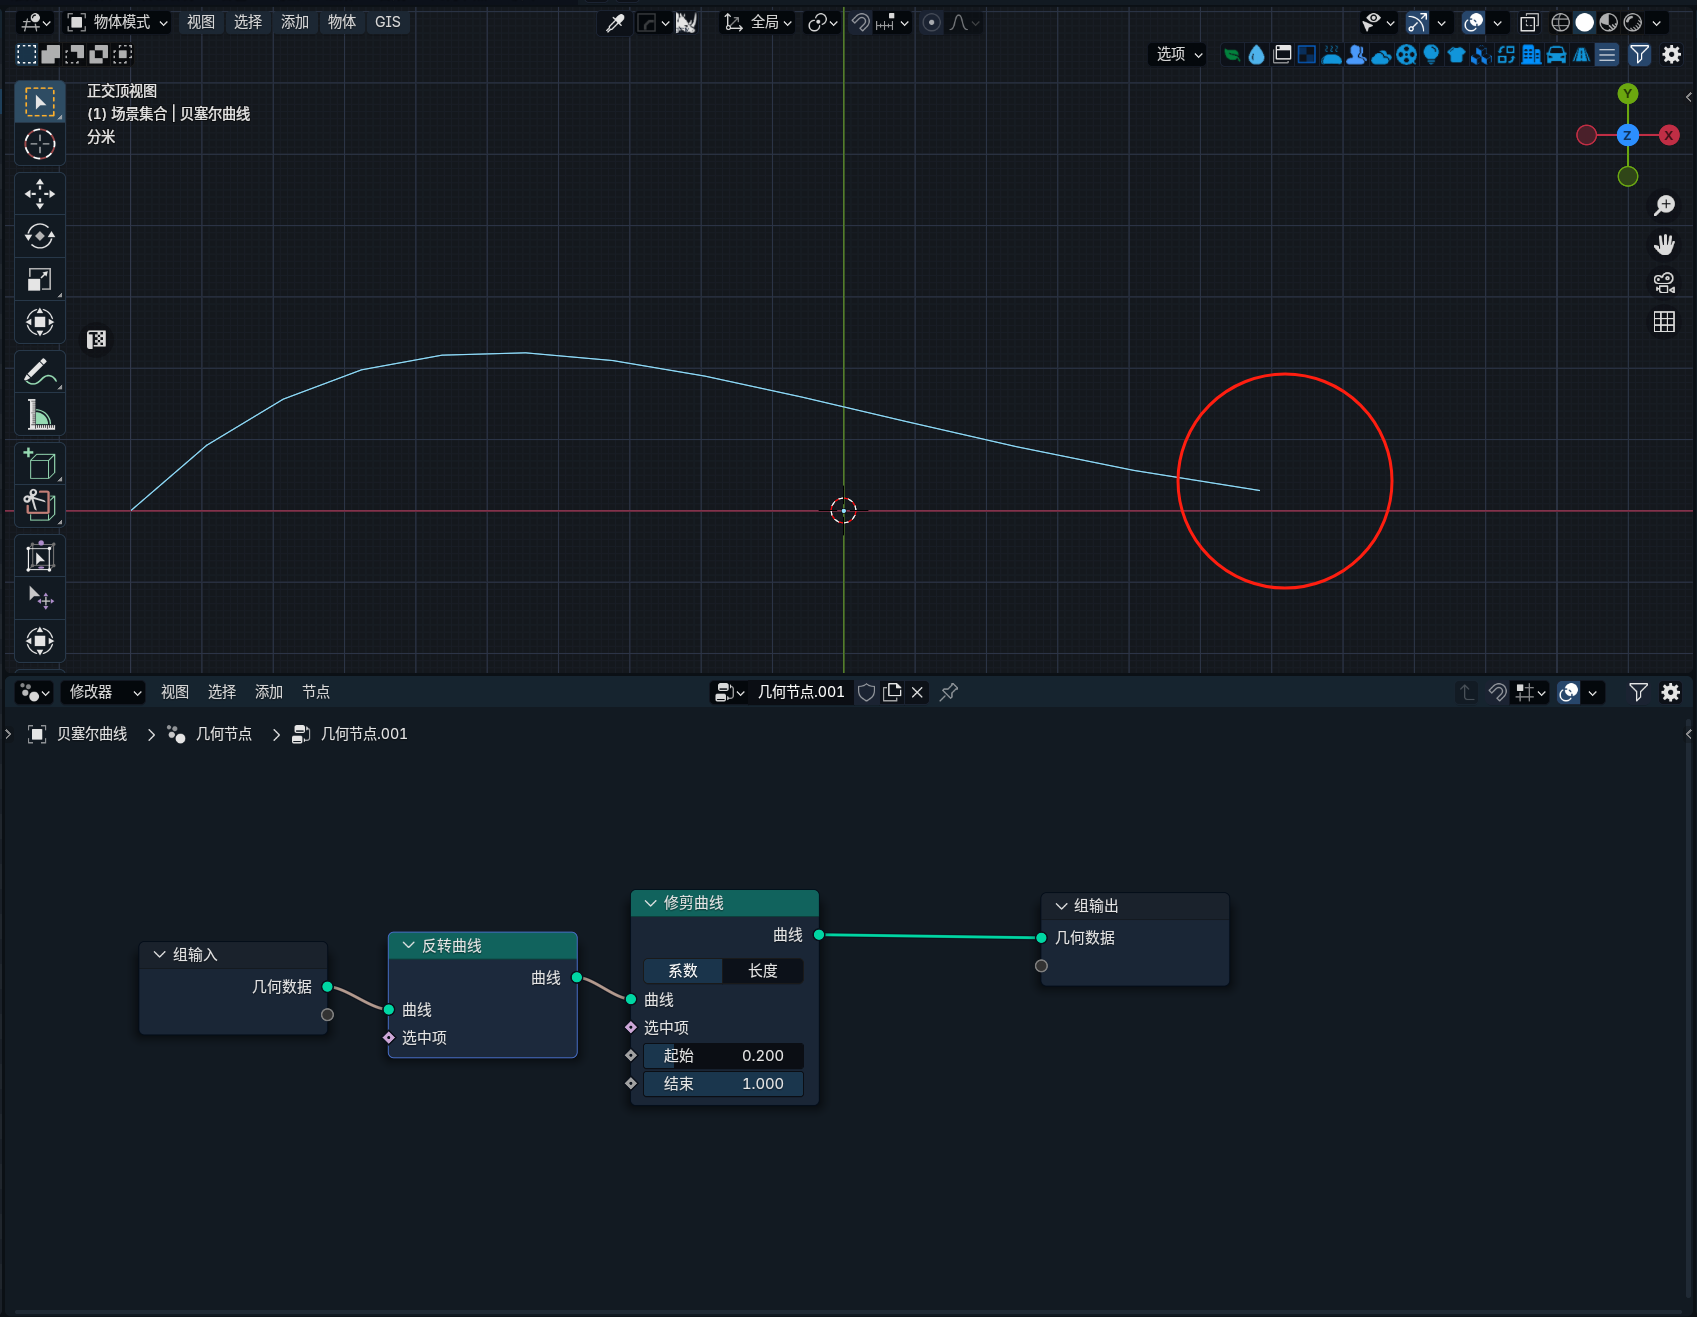 物体模式 视图 选择 添加 物体 GIS 全局
选项
正交顶视图
(1) 场景集合 | 贝塞尔曲线
分米
Y
Z
X
修改器 视图 选择 添加 节点 几何节点.001
贝塞尔曲线 几何节点 几何节点.001
组输入
几何数据
反转曲线
曲线
曲线
选中项
修剪曲线
曲线
系数 长度
曲线
选中项
起始 0.200
结束 1.000
组输出
几何数据